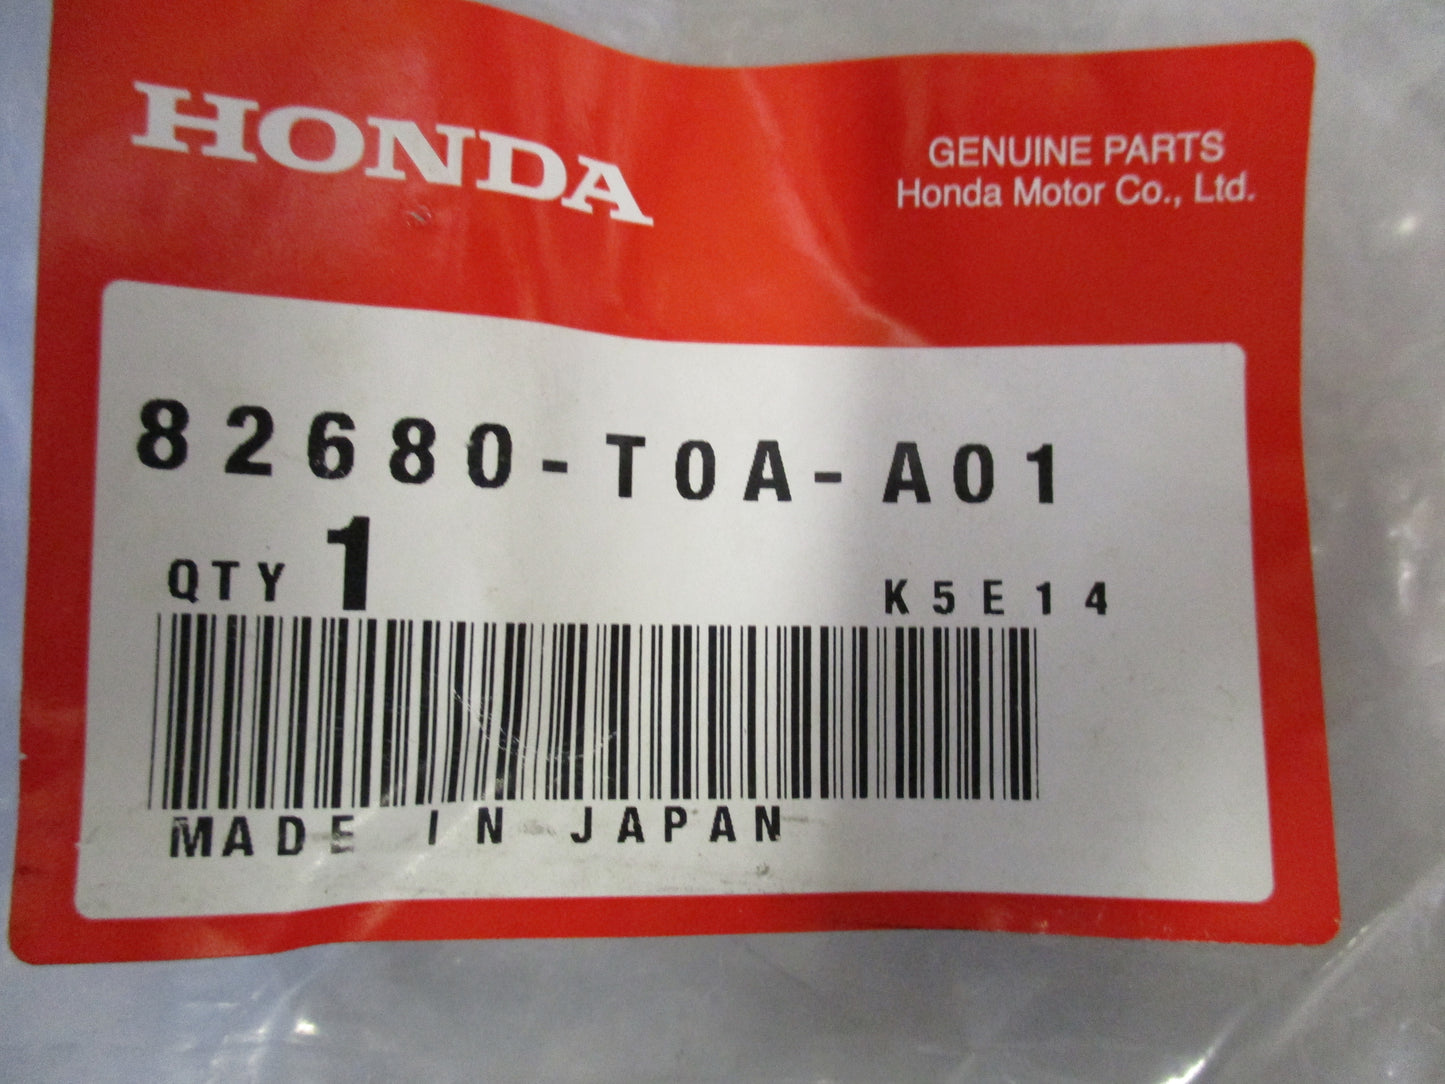 HONDA
GENUINE PARTS
Honda Motor Co., Ltd.
82680-T0A-A01
QTY 1
K5E14
MADE IN JAPAN